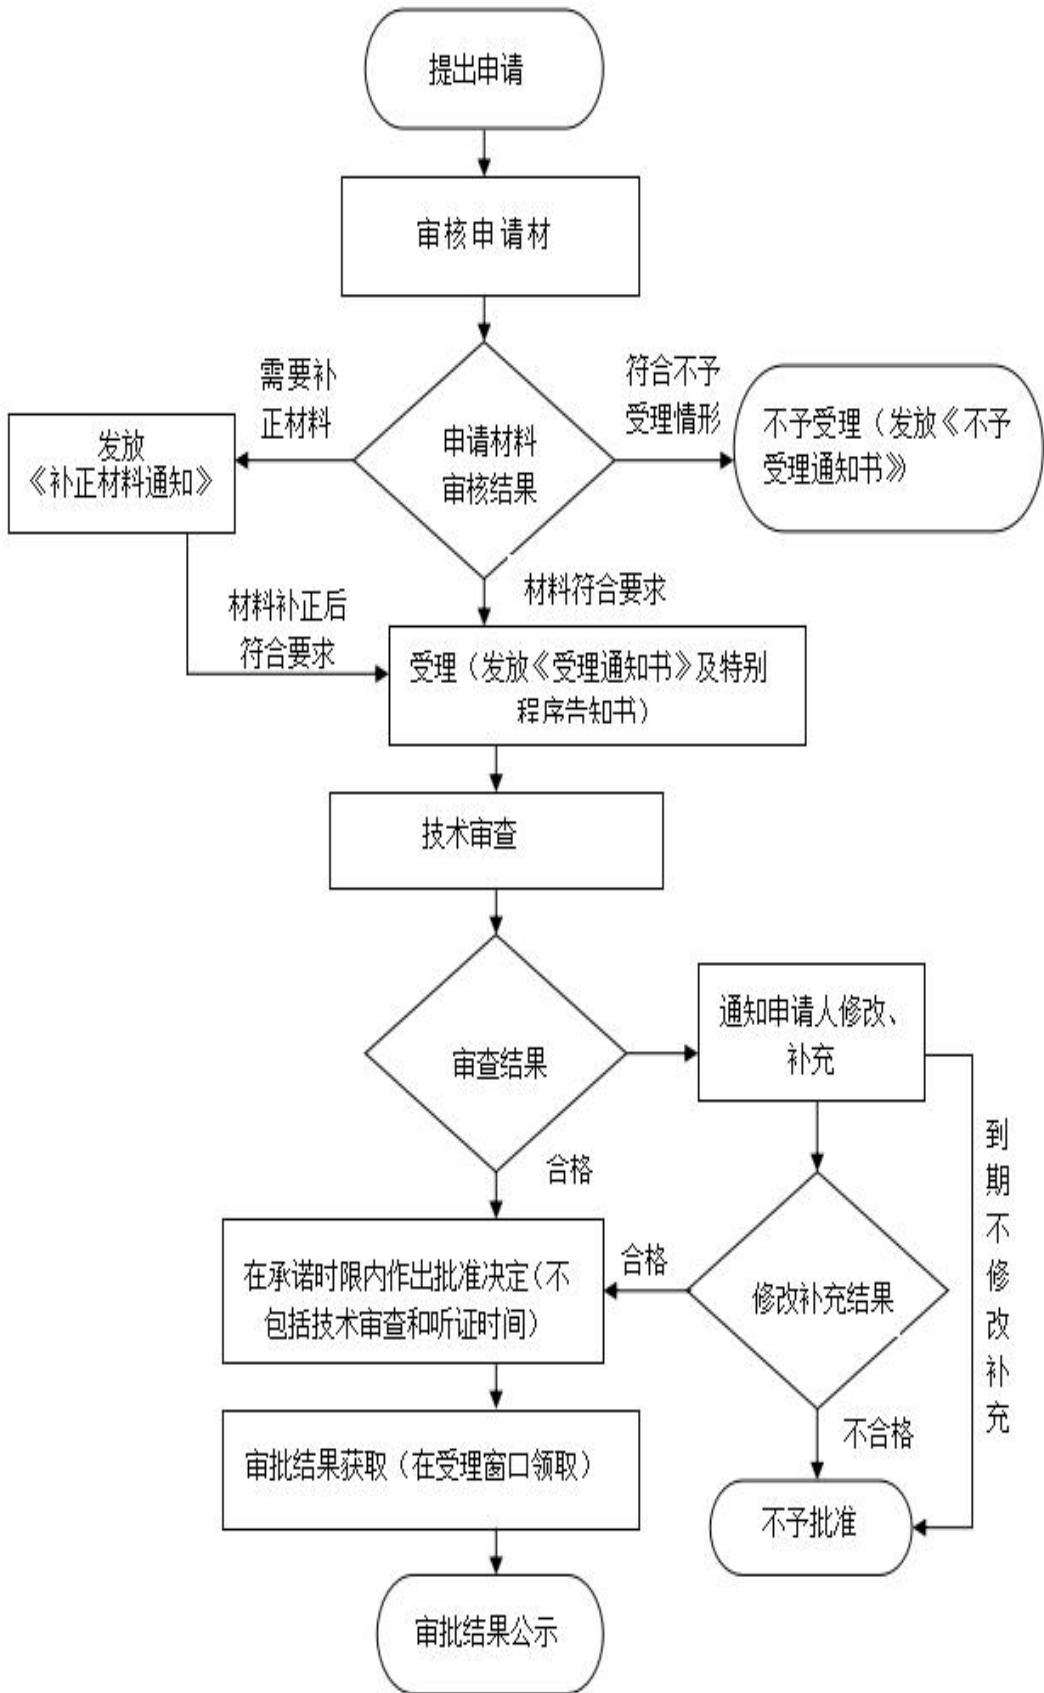 提出申请
审核申请材
需要补
正材料
符合不予
受理情形
发放
《补正材料通知》
申请材料
审核结果
不予受理（发放《不予
受理通知书》）
材料符合要求
材料补正后
符合要求
受理（发放《受理通知书》及特别
程序告知书）
技术审查
审查结果
通知申请人修改、
补充
到期不修改补充
合格
在承诺时限内作出批准决定（不
包括技术审查和听证时间）
合格
修改补充结果
不合格
审批结果获取（在受理窗口领取）
不予批准
审批结果公示